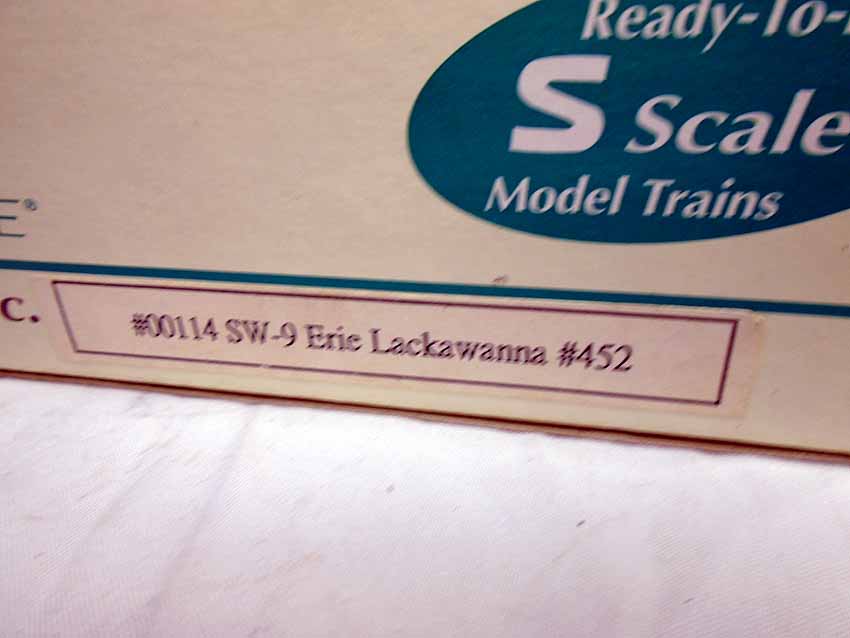 Ready-To-
S Scale
Model Trains
E®
c.
#00114 SW-9 Erie Lackawanna #452